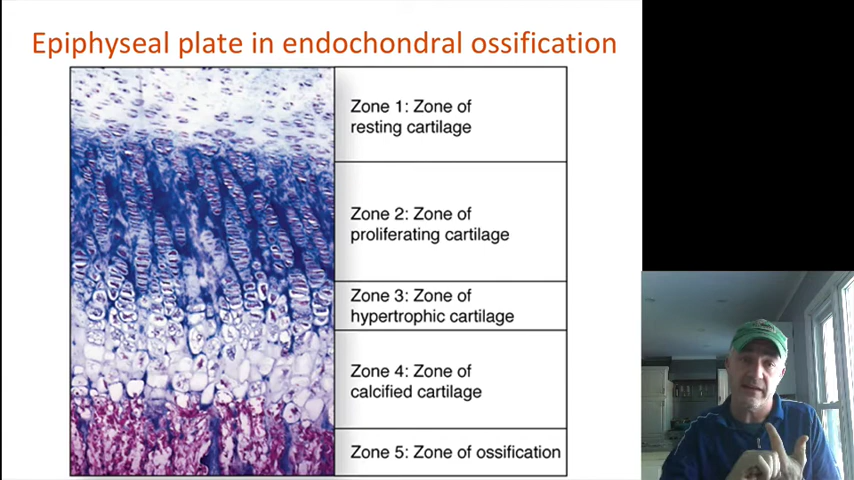 Epiphyseal plate in endochondral ossification
Zone 1: Zone of
resting cartilage
Zone 2: Zone of
proliferating cartilage
Zone 3: Zone of
hypertrophic cartilage
Zone 4: Zone of
calcified cartilage
Zone 5: Zone of ossification